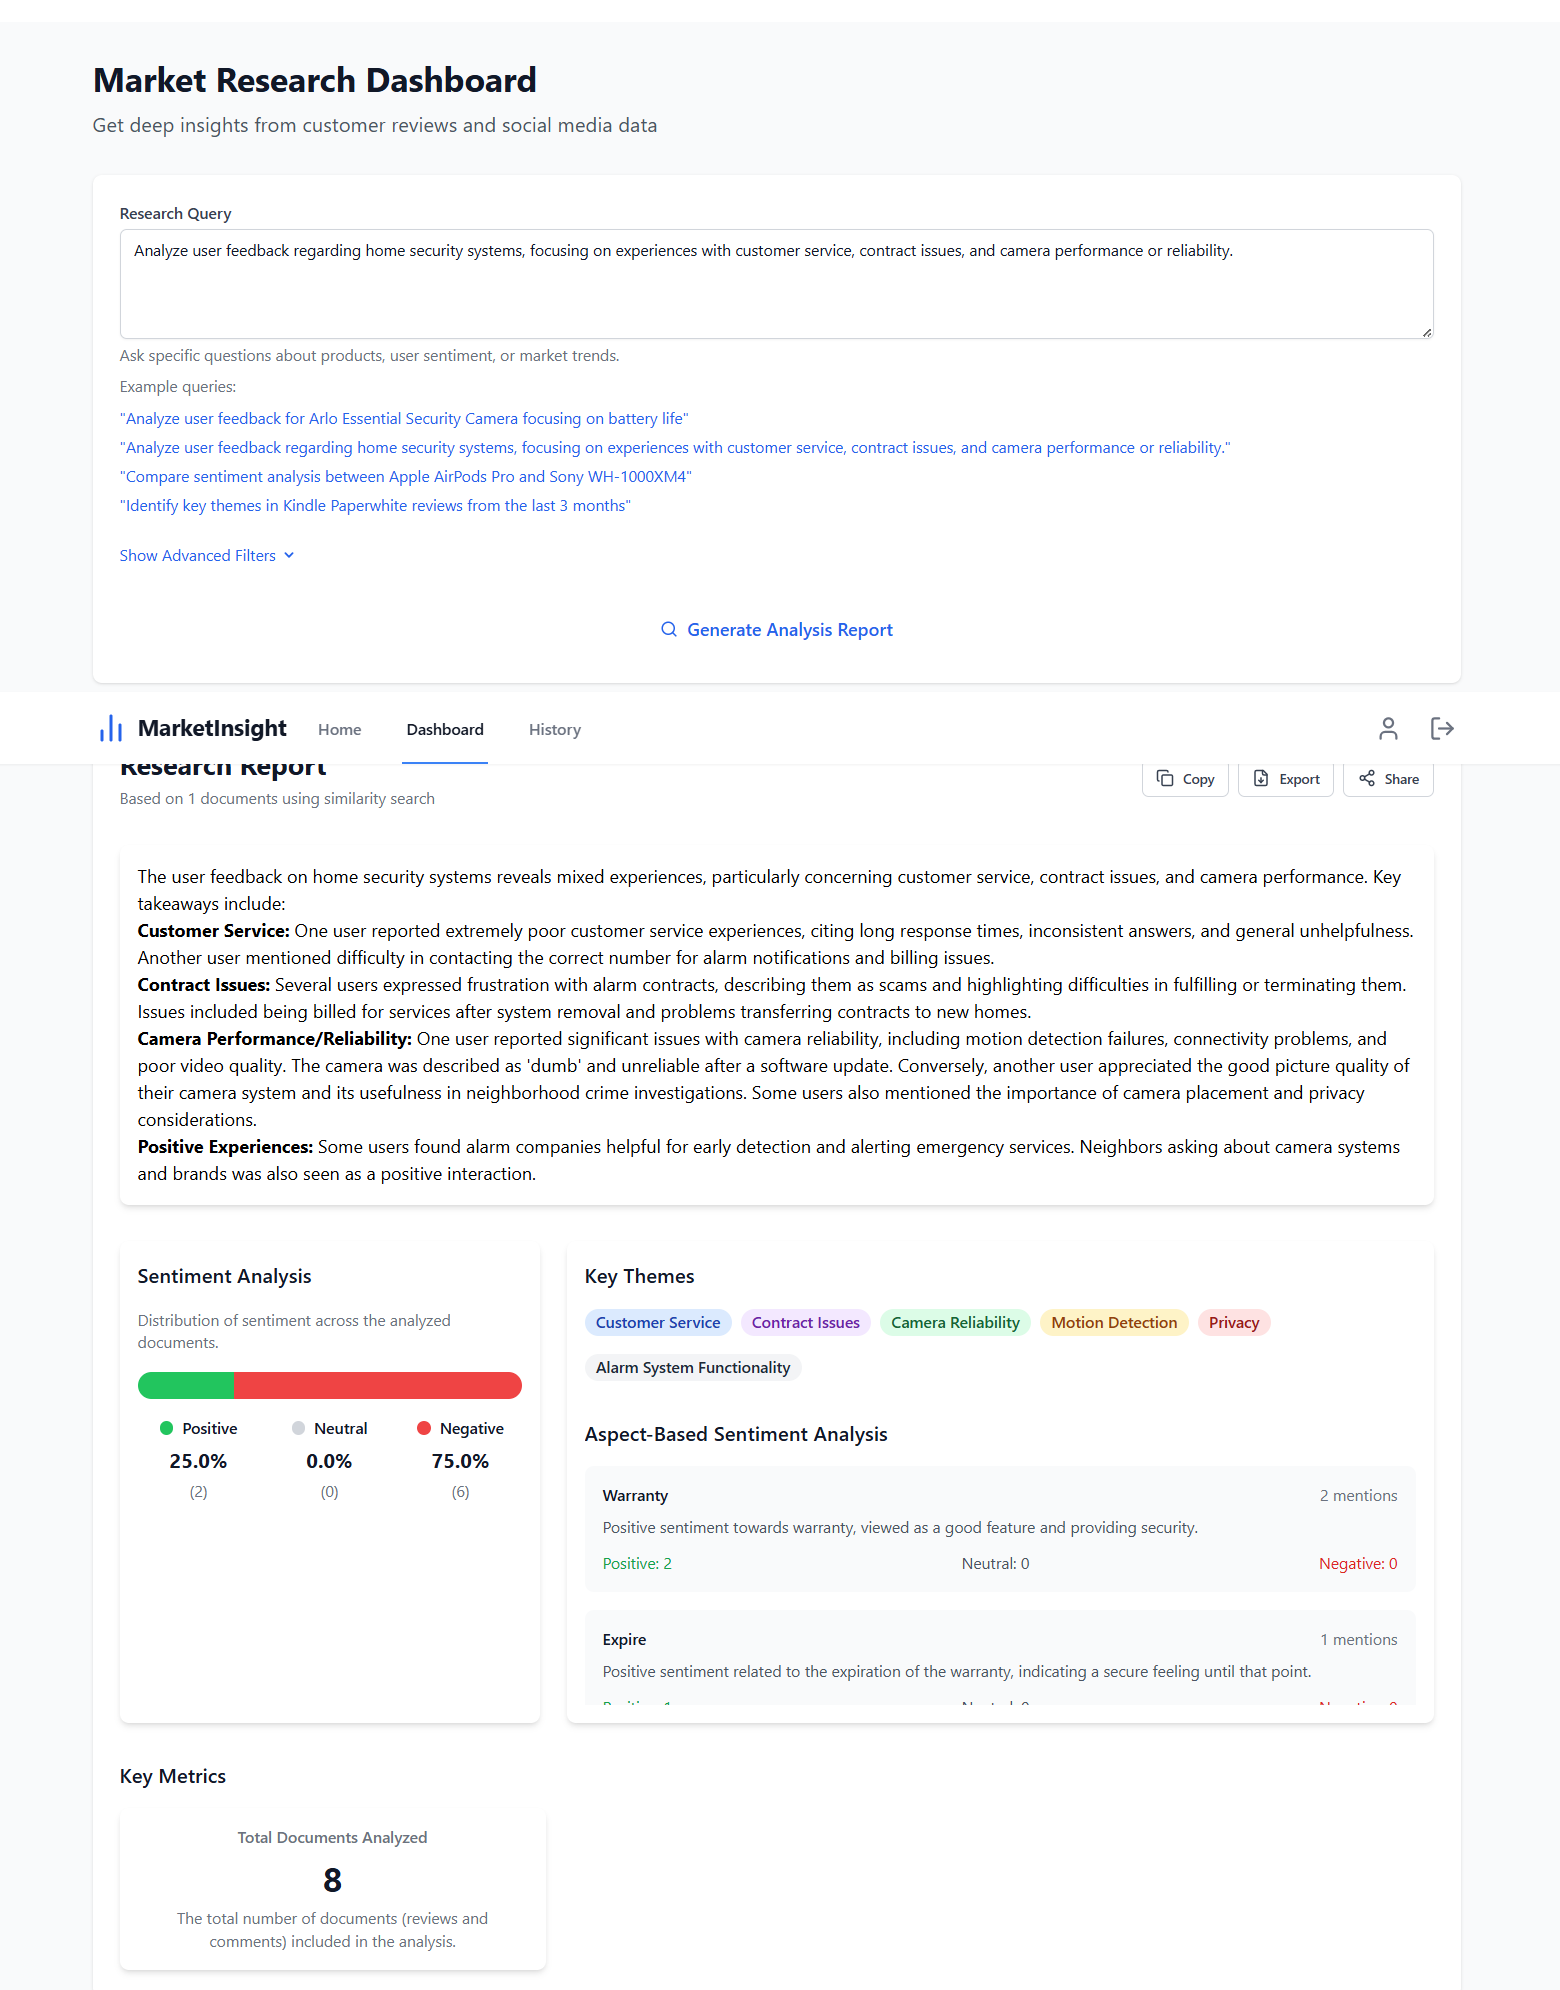 Market Research Dashboard
Get deep insights from customer reviews and social media data
Research Query
Analyze user feedback regarding home security systems, focusing on experiences with customer service, contract issues, and camera performance or reliability.
Ask specific questions about products, user sentiment, or market trends.
Example queries:
"Analyze user feedback for Arlo Essential Security Camera focusing on battery life"
"Analyze user feedback regarding home security systems, focusing on experiences with customer service, contract issues, and camera performance or reliability."
"Compare sentiment analysis between Apple AirPods Pro and Sony WH-1000XM4"
"Identify key themes in Kindle Paperwhite reviews from the last 3 months"
Show Advanced Filters
Generate Analysis Report
MarketInsight Home Dashboard History
Research Report
Copy Export Share
Based on 1 documents using similarity search
The user feedback on home security systems reveals mixed experiences, particularly concerning customer service, contract issues, and camera performance. Key
takeaways include:
Customer Service: One user reported extremely poor customer service experiences, citing long response times, inconsistent answers, and general unhelpfulness.
Another user mentioned difficulty in contacting the correct number for alarm notifications and billing issues.
Contract Issues: Several users expressed frustration with alarm contracts, describing them as scams and highlighting difficulties in fulfilling or terminating them.
Issues included being billed for services after system removal and problems transferring contracts to new homes.
Camera Performance/Reliability: One user reported significant issues with camera reliability, including motion detection failures, connectivity problems, and
poor video quality. The camera was described as 'dumb' and unreliable after a software update. Conversely, another user appreciated the good picture quality of
their camera system and its usefulness in neighborhood crime investigations. Some users also mentioned the importance of camera placement and privacy
considerations.
Positive Experiences: Some users found alarm companies helpful for early detection and alerting emergency services. Neighbors asking about camera systems
and brands was also seen as a positive interaction.
Sentiment Analysis
Distribution of sentiment across the analyzed
documents.
Positive Neutral Negative
25.0% 0.0% 75.0%
(2) (0) (6)
Key Themes
Customer Service Contract Issues Camera Reliability Motion Detection Privacy
Alarm System Functionality
Aspect-Based Sentiment Analysis
Warranty 2 mentions
Positive sentiment towards warranty, viewed as a good feature and providing security.
Positive: 2 Neutral: 0 Negative: 0
Expire 1 mentions
Positive sentiment related to the expiration of the warranty, indicating a secure feeling until that point.
Key Metrics
Total Documents Analyzed
8
The total number of documents (reviews and
comments) included in the analysis.